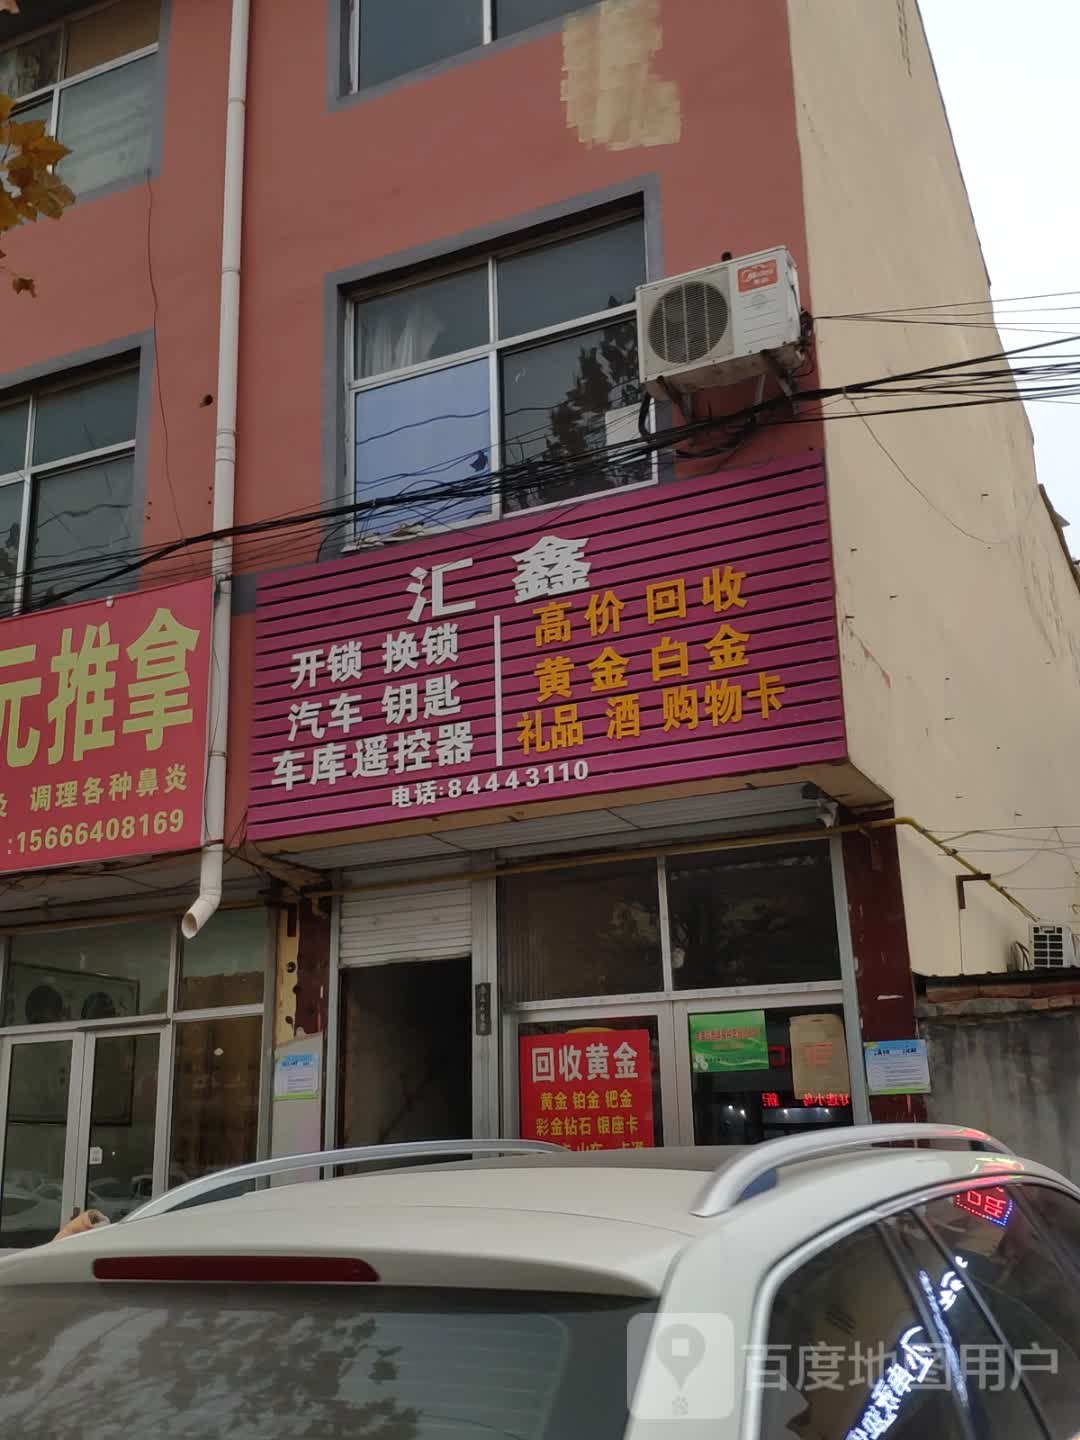 汇鑫
开锁 换锁
汽车 钥匙
车库遥控器
高价回收
黄金白金
礼品 酒 购物卡
电话:84443110
元推拿
炎 调理各种鼻炎
:15666408169
回收黄金
黄金 铂金 钯金
彩金 钻石 银座卡
百度地图用户